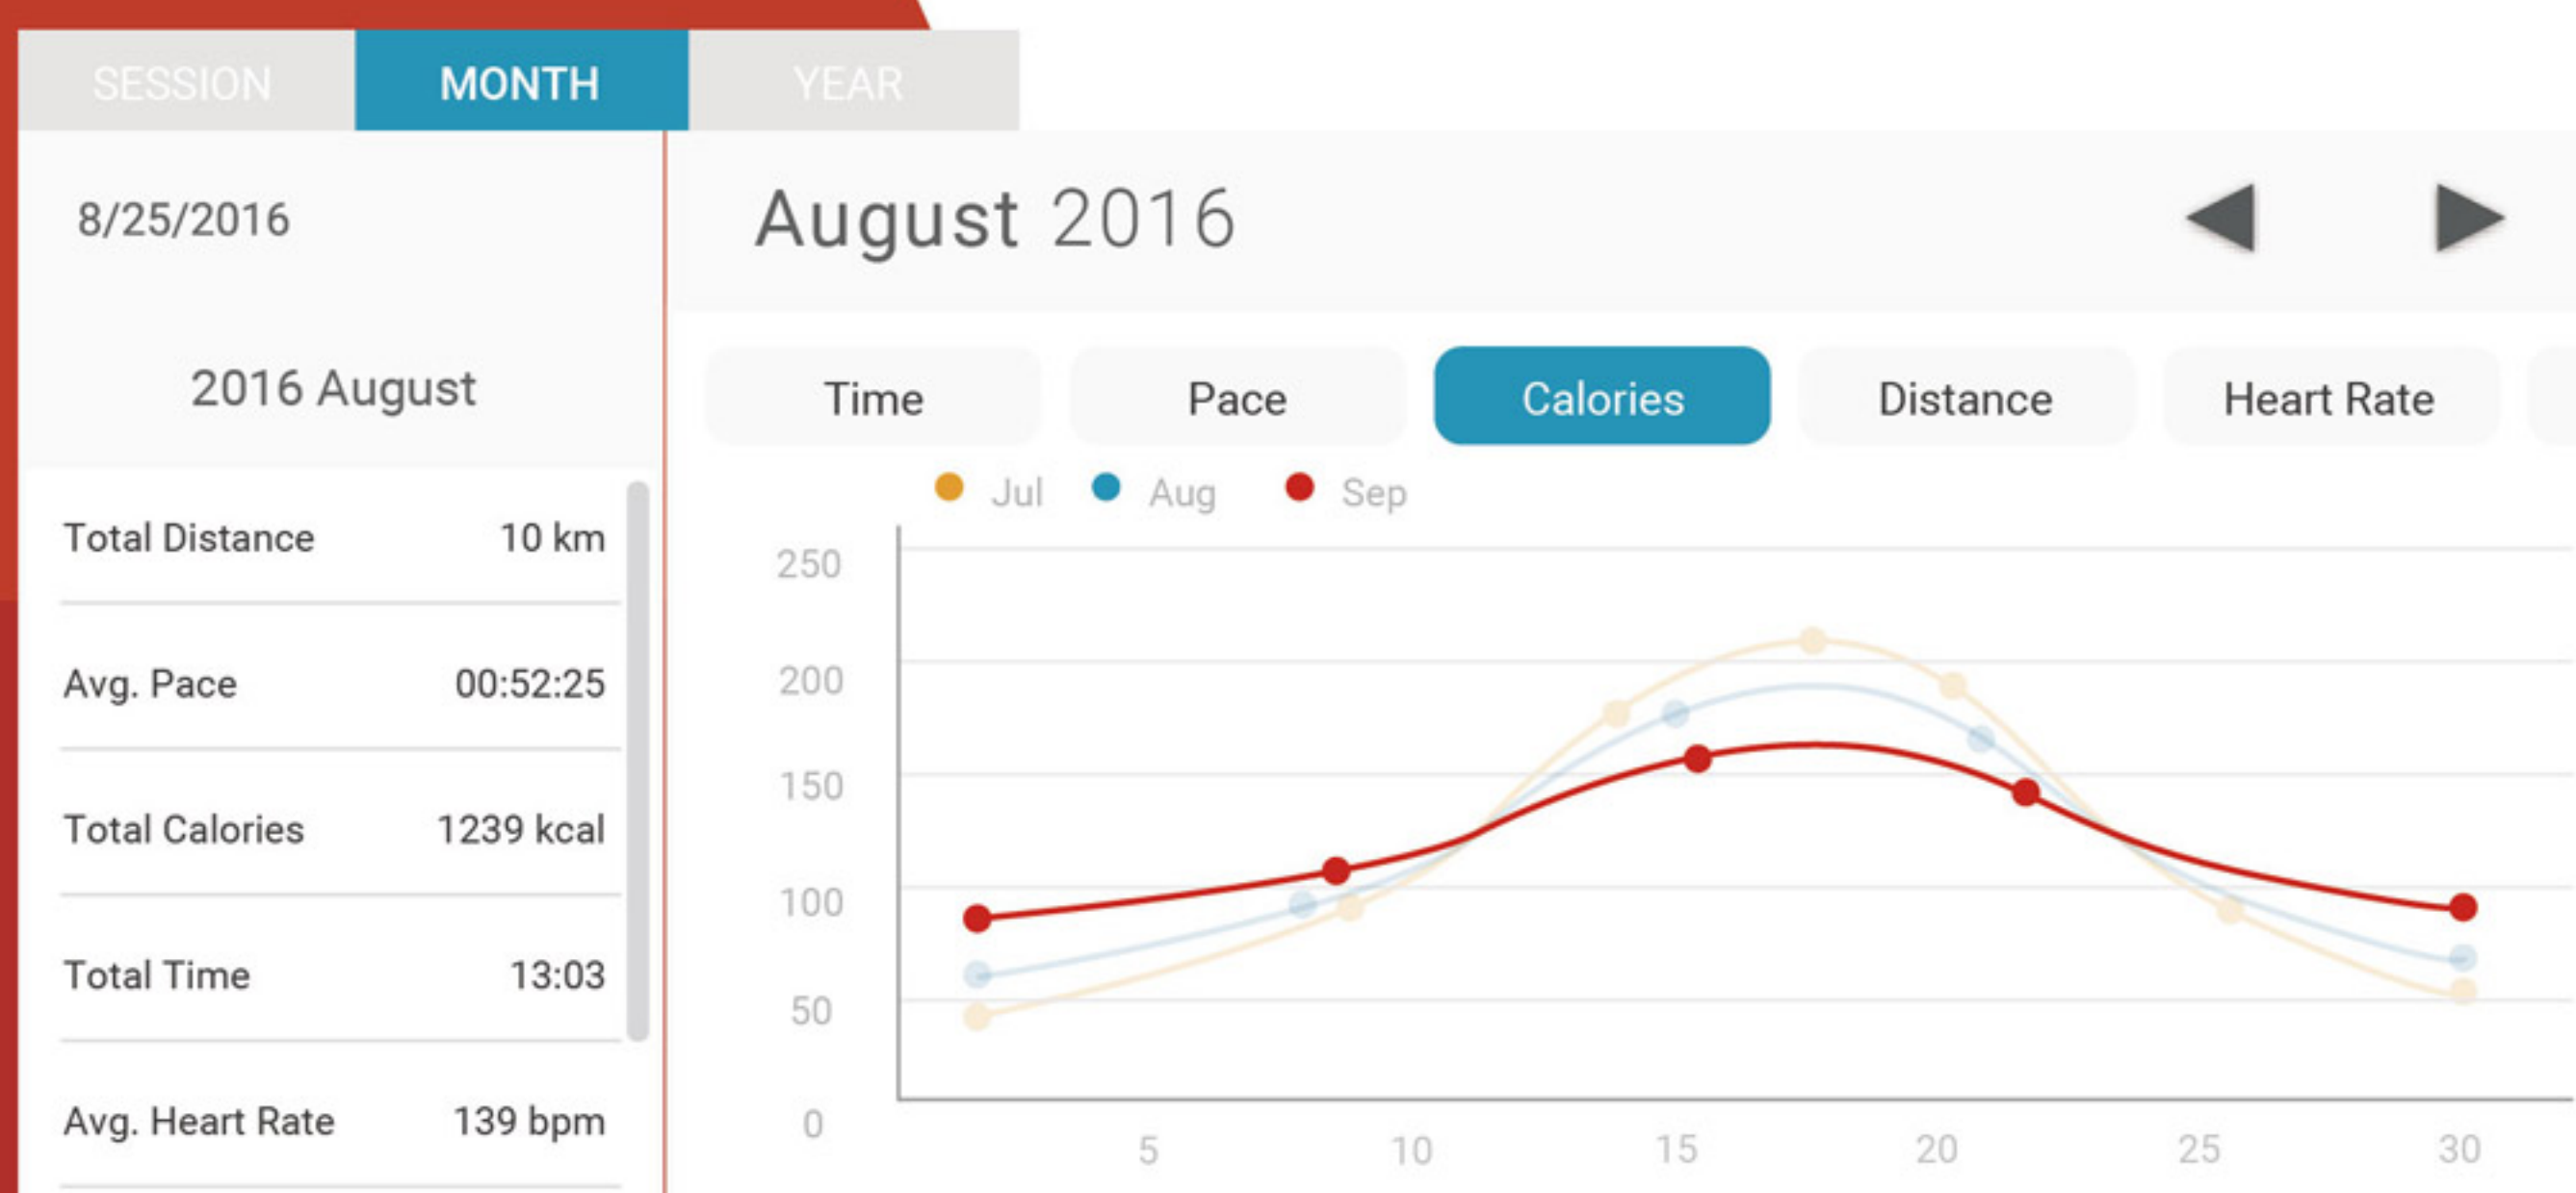 SESSION MONTH YEAR
8/25/2016
2016 August
Total Distance 10 km
Avg. Pace 00:52:25
Total Calories 1239 kcal
Total Time 13:03
Avg. Heart Rate 139 bpm
August 2016
Time Pace Calories Distance Heart Rate
Jul Aug Sep
250
200
150
100
50
0
5 10 15 20 25 30